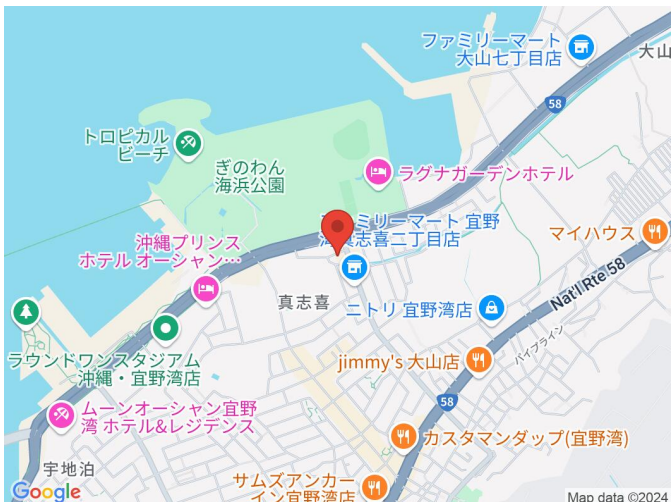 ファミリーマート
大山七丁目店
大山
58
トロピカル
ビーチ
ぎのわん
海浜公園
ラグナガーデンホテル
ミリーマート 宜野
真志喜二丁目店
マイハウス
沖縄プリンス
ホテル オーシャン…
Nat'l Rte 58
真志喜
ニトリ 宜野湾店
パイプライン
ラウンドワンスタジアム
沖縄・宜野湾店
jimmy's 大山店
58
ムーンオーシャン宜野
湾 ホテル&レジデンス
カスタマンダップ(宜野湾)
宇地泊
サムズアンカー
イン宜野湾店
Google
Map data ©2024